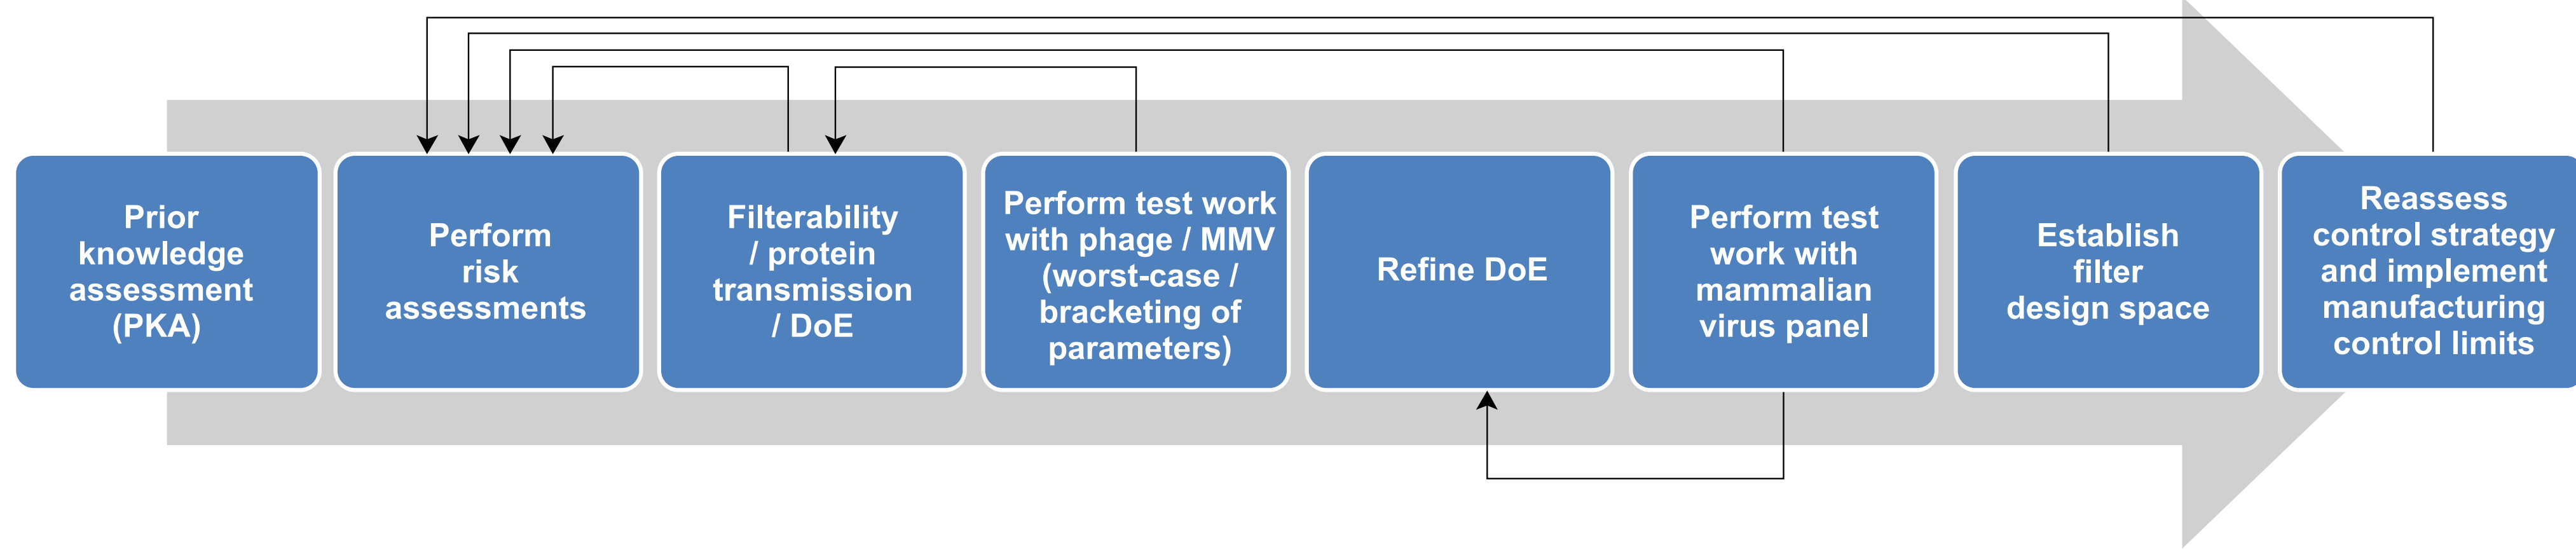 Prior
knowledge
assessment
(PKA)
Perform
risk
assessments
Filterability
/ protein
transmission
/ DoE
Perform test work
with phage / MMV
(worst-case /
bracketing of
parameters)
Refine DoE
Perform test
work with
mammalian
virus panel
Establish
filter
design space
Reassess
control strategy
and implement
manufacturing
control limits